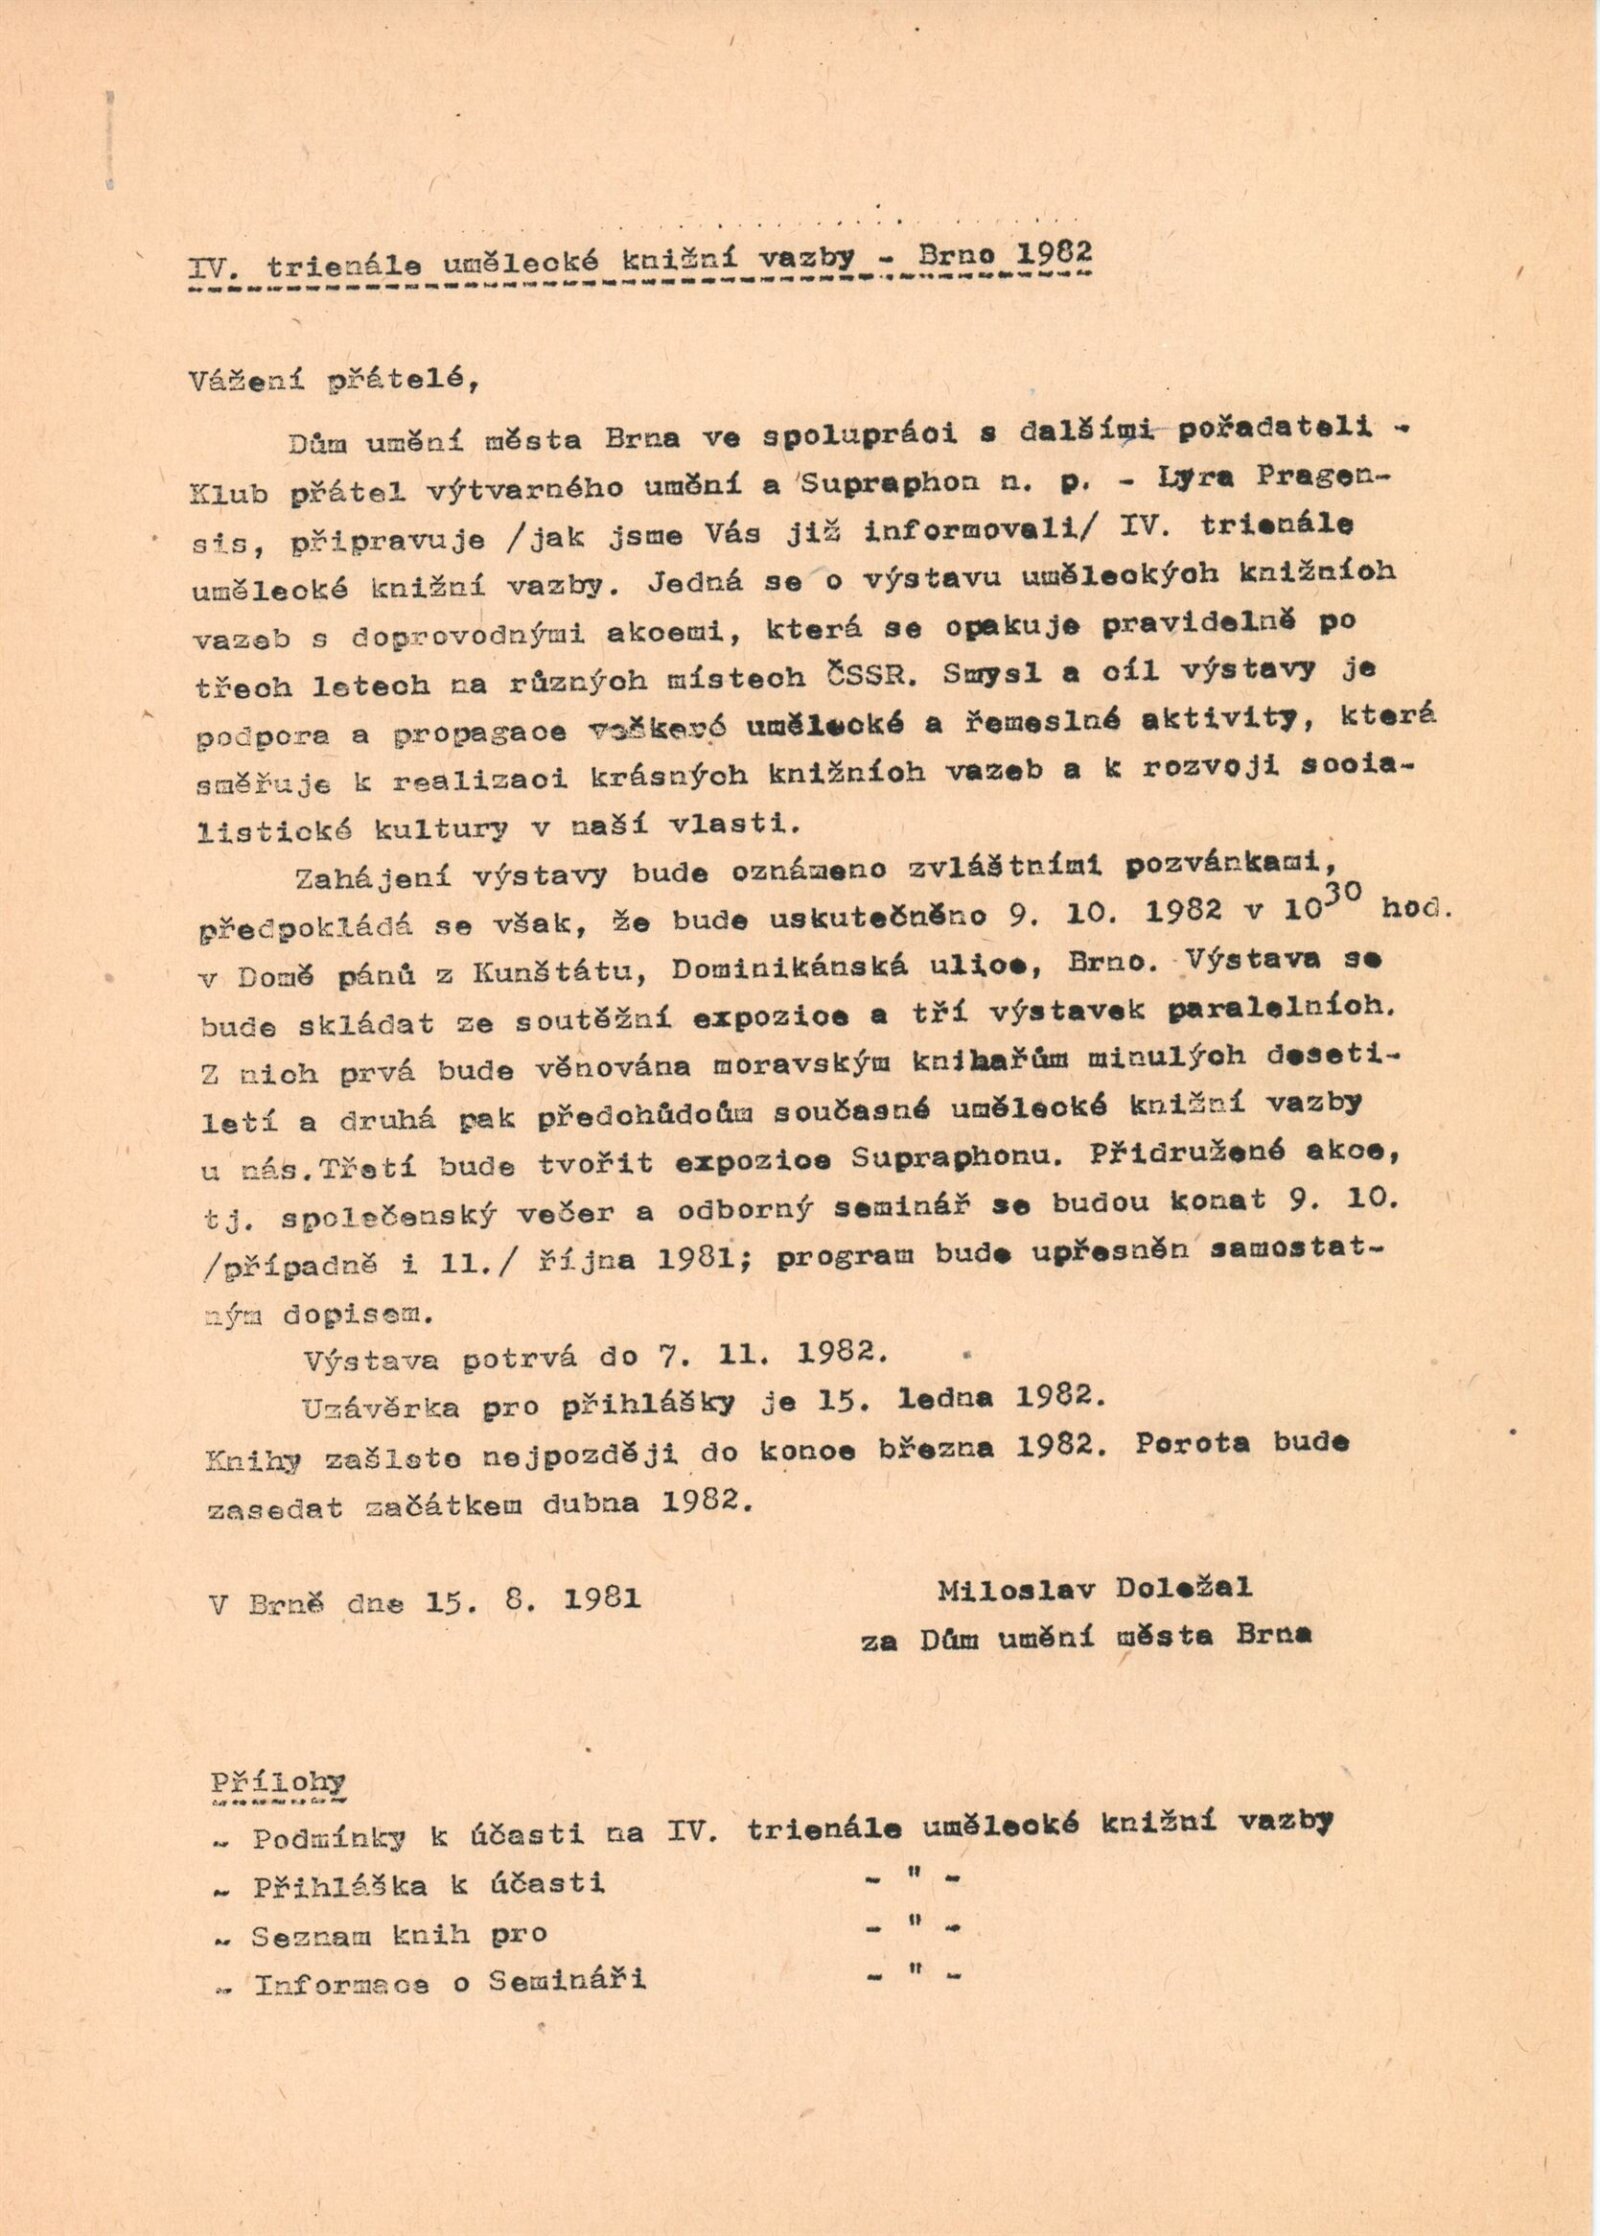 IV. trienále umělecké knižní vazby - Brno 1982
Vážení přátelé,
Dům umění města Brna ve spolupráci s dalšími pořadateli -
Klub přátel výtvarného umění a Supraphon n. p. - Lyra Pragen-
sis, připravuje /jak jsme Vás již informovali/ IV. trienále
umělecké knižní vazby. Jedná se o výstavu uměleckých knižních
vazeb s doprovodnými akcemi, která se opakuje pravidelně po
třech letech na různých místech ČSSR. Smysl a cíl výstavy je
podpora a propagace veškeré umělecké a řemeslné aktivity, která
směřuje k realizaci krásných knižních vazeb a k rozvoji socia-
listické kultury v naší vlasti.
Zahájení výstavy bude oznámeno zvláštními pozvánkami,
předpokládá se však, že bude uskutečněno 9. 10. 1982 v 10³⁰ hod.
v Domě pánů z Kunštátu, Dominikánská ulice, Brno. Výstava se
bude skládat ze soutěžní expozice a tří výstavek paralelních.
Z nich prvá bude věnována moravským knihařům minulých deseti-
letí a druhá pak předchůdcům současné umělecké knižní vazby
u nás.Třetí bude tvořit expozice Supraphonu. Přidružené akce,
tj. společenský večer a odborný seminář se budou konat 9. 10.
/případně i 11./ října 1981; program bude upřesněn samostat-
ným dopisem.
Výstava potrvá do 7. 11. 1982.
Uzávěrka pro přihlášky je 15. ledna 1982.
Knihy zašlete nejpozději do konce března 1982. Porota bude
zasedat začátkem dubna 1982.
V Brně dne 15. 8. 1981
Miloslav Doležal
za Dům umění města Brna
Přílohy
- Podmínky k účasti na IV. trienále umělecké knižní vazby
- Přihláška k účasti - " -
- Seznam knih pro - " -
- Informace o Semináři - " -